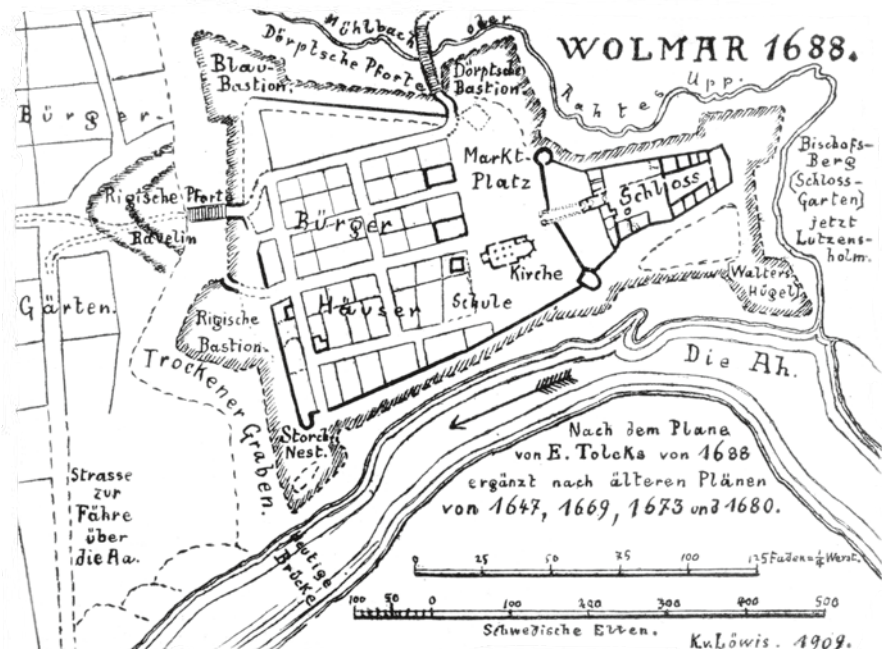 WOLMAR 1688.
Mühlbach oder
Rahte Upp.
Dörptsche Pforte
Blau-
Bastion.
Dörptsche
Bastion.
Bürger-
Gärten.
Rigische Pforte
Ravelin
Markt-
Platz
Schloss
Bischofs-
Berg
(Schloss-
Garten)
jetzt
Lutzens-
holm.
Bürger
Häuser
Kirche
Schule
Walters
Hügel
Rigische
Bastion.
Trockener Graben.
Storch
Nest.
Die Ah.
Strasse
zur
Fähre
über
die Aa.
heutige
Brücke
Nach dem Plane
von E. Tolcks von 1688
ergänzt nach älteren Plänen
von 1647, 1669, 1673 und 1680.
0 25 50 75 100 125 Faden = 1/4 Werst.
100 50 0 100 200 300 400 500
Schwedische Ellen.
K.v. Löwis. 1909.